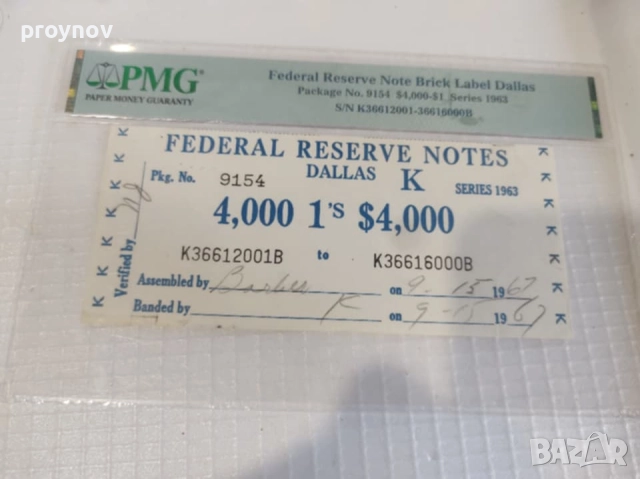 proynov
PMG
PAPER MONEY GUARANTY
Federal Reserve Note Brick Label Dallas
Package No. 9154 $4,000-$1 Series 1963
S/N K36612001-36616000B
FEDERAL RESERVE NOTES
Pkg. No. 9154 DALLAS K SERIES 1963
4,000 1's $4,000
K36612001B to K36616000B
Verified by
Assembled by on 9-15 1967
Banded by K on 9-15 1967
K K K K K K K
K K K K K K K
BAZAR